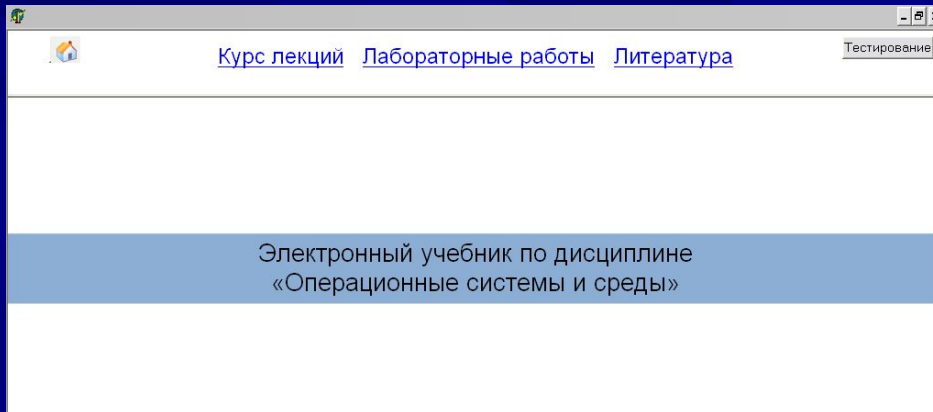 Курс лекций Лабораторные работы Литература Тестирование
Электронный учебник по дисциплине
«Операционные системы и среды»